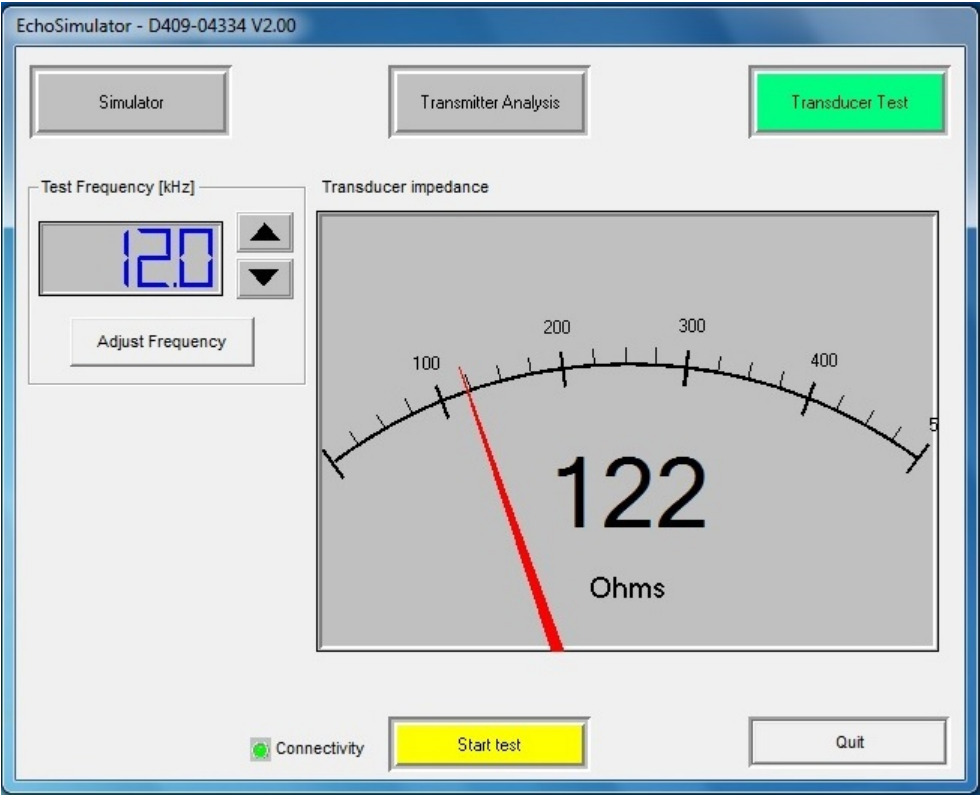 EchoSimulator - D409-04334 V2.00
Simulator
Transmitter Analysis
Transducer Test
Test Frequency [kHz]
12.0
Adjust Frequency
Transducer impedance
100
200
300
400
5
122
Ohms
Connectivity
Start test
Quit